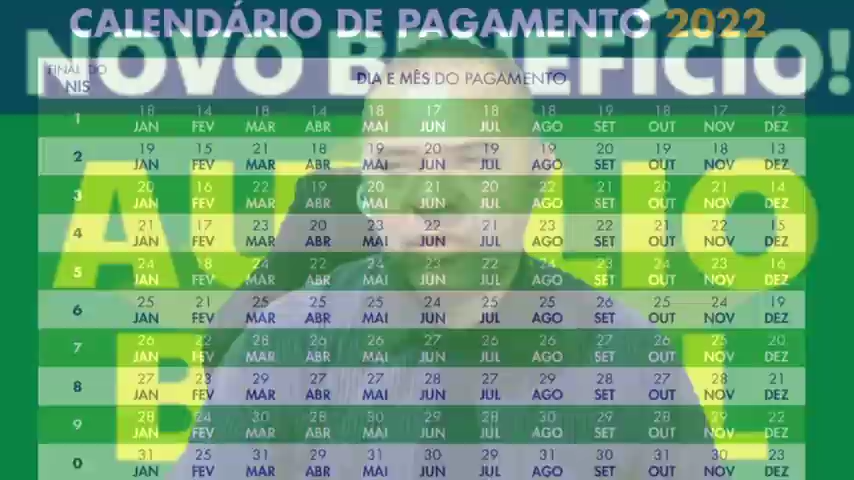 CALENDÁRIO DE PAGAMENTO 2022
NOVO BENEFÍCIO!
FINAL DO NIS
DIA E MÊS DO PAGAMENTO
1 18 JAN 14 FEV 18 MAR 14 ABR 18 MAI 17 JUN 18 JUL 18 AGO 19 SET 18 OUT 17 NOV 12 DEZ
2 19 JAN 15 FEV 21 MAR 18 ABR 19 MAI 20 JUN 19 JUL 19 AGO 20 SET 19 OUT 18 NOV 13 DEZ
3 20 JAN 16 FEV 22 MAR 19 ABR 20 MAI 21 JUN 20 JUL 22 AGO 21 SET 20 OUT 21 NOV 14 DEZ
4 21 JAN 17 FEV 23 MAR 20 ABR 23 MAI 22 JUN 21 JUL 23 AGO 22 SET 21 OUT 22 NOV 15 DEZ
5 24 JAN 18 FEV 24 MAR 22 ABR 24 MAI 23 JUN 22 JUL 24 AGO 23 SET 24 OUT 23 NOV 16 DEZ
6 25 JAN 21 FEV 25 MAR 25 ABR 25 MAI 24 JUN 25 JUL 25 AGO 26 SET 25 OUT 24 NOV 19 DEZ
7 26 JAN 22 FEV 28 MAR 26 ABR 26 MAI 27 JUN 26 JUL 26 AGO 27 SET 26 OUT 25 NOV 20 DEZ
8 27 JAN 23 FEV 29 MAR 27 ABR 27 MAI 28 JUN 27 JUL 29 AGO 28 SET 27 OUT 28 NOV 21 DEZ
9 28 JAN 24 FEV 30 MAR 28 ABR 30 MAI 29 JUN 28 JUL 30 AGO 29 SET 28 OUT 29 NOV 22 DEZ
0 31 JAN 25 FEV 31 MAR 29 ABR 31 MAI 30 JUN 29 JUL 31 AGO 30 SET 31 OUT 30 NOV 23 DEZ